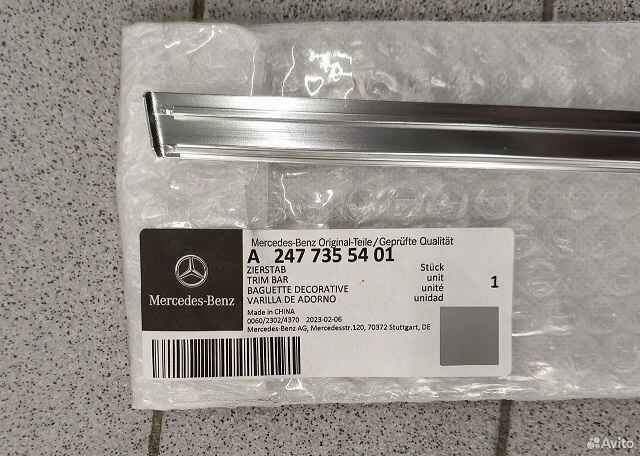 Mercedes-Benz Original-Teile/Geprüfte Qualität
A 247 735 54 01
ZIERSTAB Stück
TRIM BAR unit
BAGUETTE DECORATIVE unité 1
VARILLA DE ADORNO unidad
Mercedes-Benz
Made in CHINA
0060/2302/4370 2023-02-06
Mercedes-Benz AG, Mercedesstr.120, 70372 Stuttgart, DE
Avito